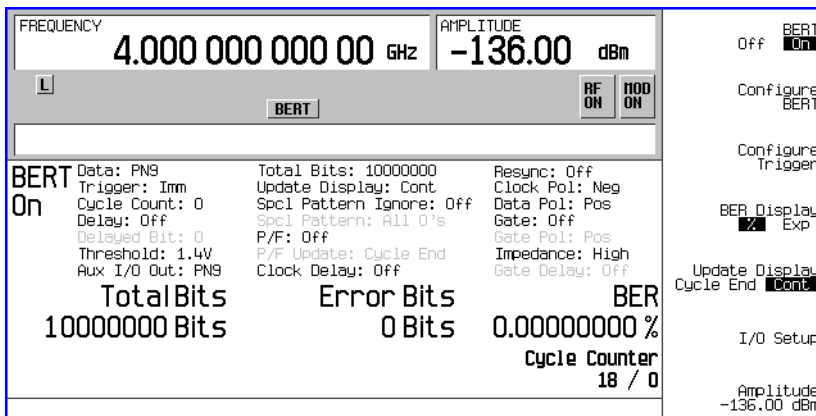 FREQUENCY
4.000 000 000 00 GHz
AMPLITUDE
-136.00 dBm
L
BERT
RF ON
MOD ON
BERT
On
Data: PN9
Trigger: Imm
Cycle Count: 0
Delay: Off
Delayed Bit: 0
Threshold: 1.4V
Aux I/O Out: PN9
Total Bits: 10000000
Update Display: Cont
Spcl Pattern Ignore: Off
Spcl Pattern: All 0's
P/F: Off
P/F Update: Cycle End
Clock Delay: Off
Resync: Off
Clock Pol: Neg
Data Pol: Pos
Gate: Off
Gate Pol: Pos
Impedance: High
Gate Delay: Off
Total Bits
10000000 Bits
Error Bits
0 Bits
BER
0.00000000 %
Cycle Counter
18 / 0
BERT
Off On
Configure
BERT
Configure
Trigger
BER Display
% Exp
Update Display
Cycle End Cont
I/O Setup
Amplitude
-136.00 dBm